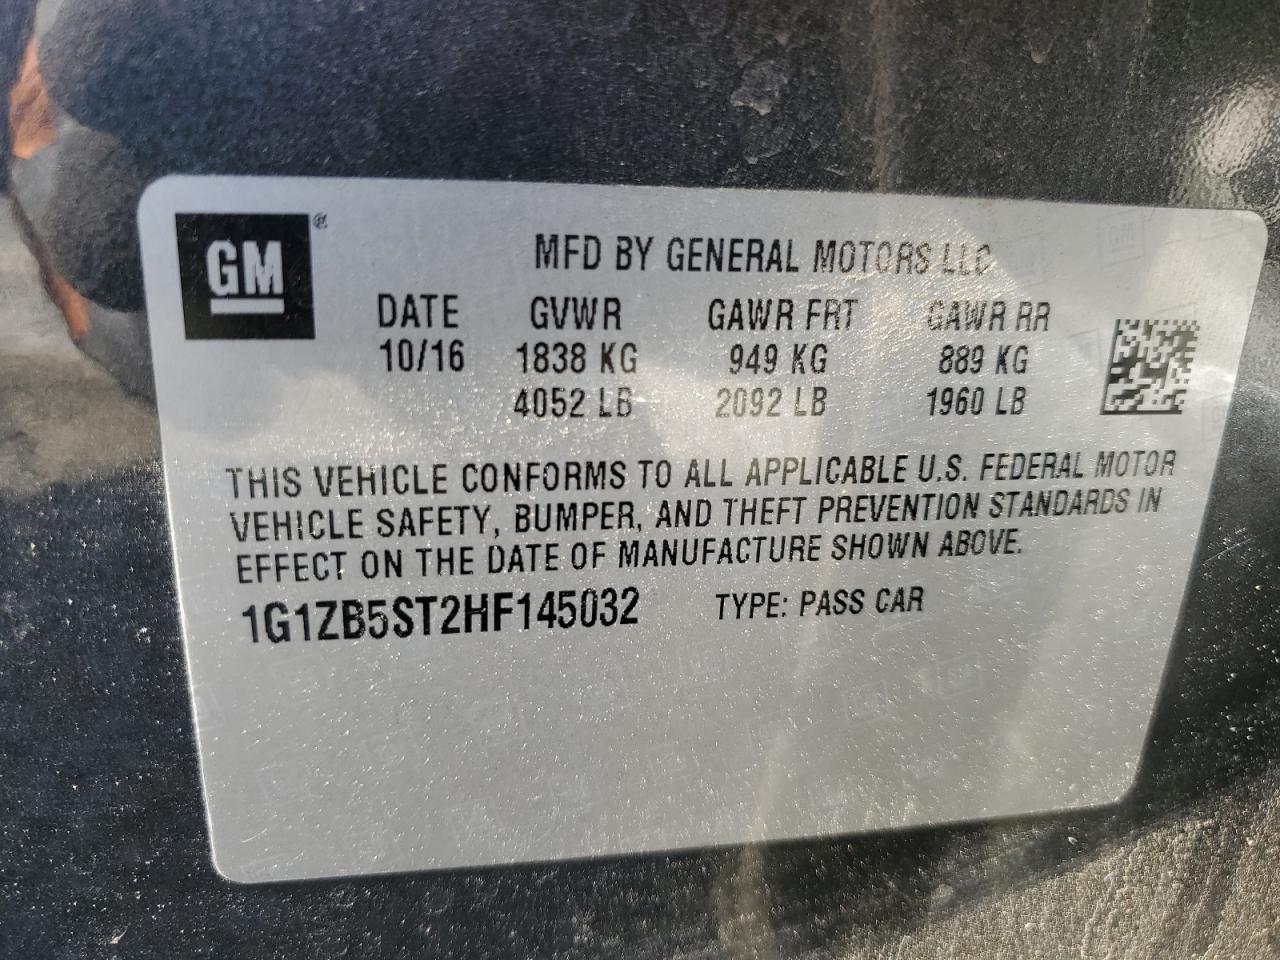 GM®
MFD BY GENERAL MOTORS LLC
DATE GVWR GAWR FRT GAWR RR
10/16 1838 KG 949 KG 889 KG
4052 LB 2092 LB 1960 LB
THIS VEHICLE CONFORMS TO ALL APPLICABLE U.S. FEDERAL MOTOR
VEHICLE SAFETY, BUMPER, AND THEFT PREVENTION STANDARDS IN
EFFECT ON THE DATE OF MANUFACTURE SHOWN ABOVE.
1G1ZB5ST2HF145032 TYPE: PASS CAR